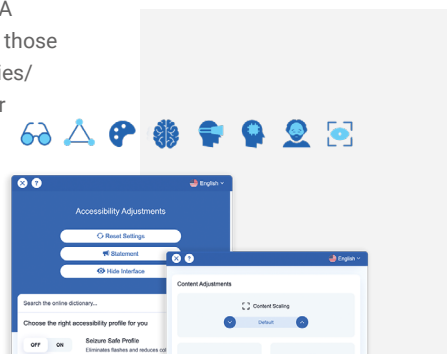 A
those
ies/
r
English
Accessibility Adjustments
Reset Settings
Statement
Hide Interface
Search the online dictionary...
Choose the right accessibility profile for you
OFF ON
Seizure Safe Profile
Eliminates flashes and reduces col
English
Content Adjustments
Content Scaling
Default